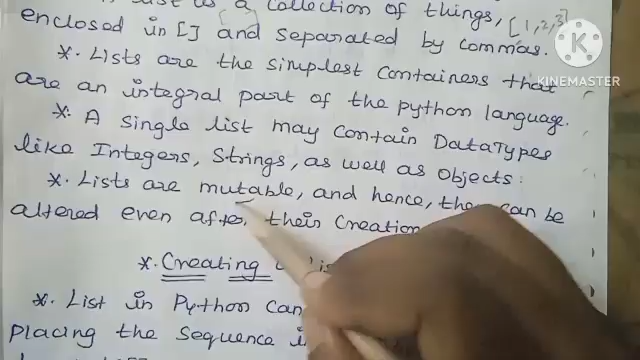 a collection of things, [1,2,3]
enclosed in [] and separated by commas.
*. Lists are the simplest containers that
are an integral part of the python language.
*. A single list may contain DataTypes
like Integers, Strings, as well as objects.
*. Lists are mutable, and hence, they can be
altered even after their Creation
*. Creating
*. List in Python can
placing the sequence
KINEMASTER